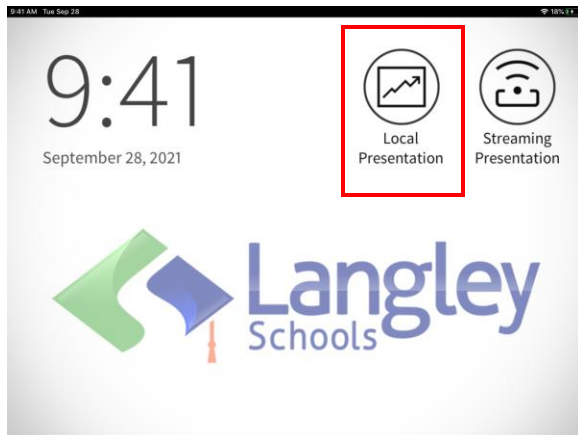 9:41 AM Tue Sep 28
18%
9:41
September 28, 2021
Local
Presentation
Streaming
Presentation
Langley
Schools